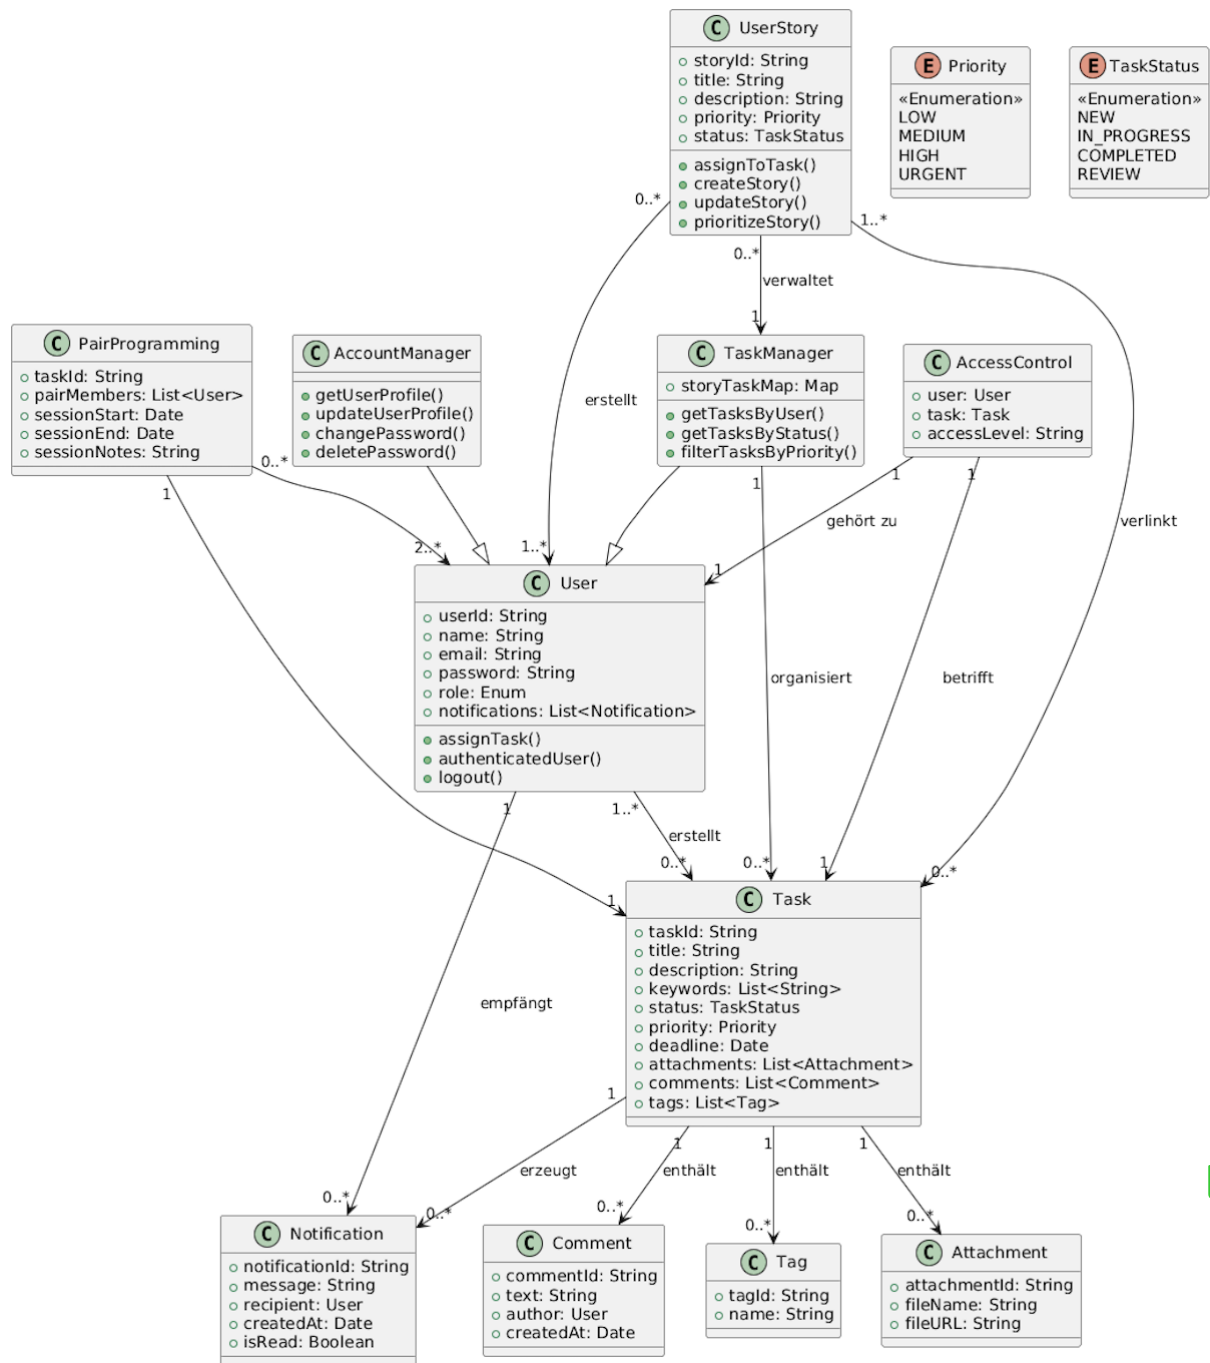 C UserStory
storyId: String
title: String
description: String
priority: Priority
status: TaskStatus
assignToTask()
createStory()
updateStory()
prioritizeStory()
E Priority
«Enumeration»
LOW
MEDIUM
HIGH
URGENT
E TaskStatus
«Enumeration»
NEW
IN_PROGRESS
COMPLETED
REVIEW
0..*
1..*
0..*
verwaltet
1
C PairProgramming
taskId: String
pairMembers: List<User>
sessionStart: Date
sessionEnd: Date
sessionNotes: String
C AccountManager
getUserProfile()
updateUserProfile()
changePassword()
deletePassword()
erstellt
C TaskManager
storyTaskMap: Map
getTasksByUser()
getTasksByStatus()
filterTasksByPriority()
C AccessControl
user: User
task: Task
accessLevel: String
0..*
1
1
1
1
gehört zu
verlinkt
2..*
1..*
1
C User
userId: String
name: String
email: String
password: String
role: Enum
notifications: List<Notification>
assignTask()
authenticatedUser()
logout()
organisiert
betrifft
1
1..*
erstellt
0..*
0..*
1
0..*
1
C Task
taskId: String
title: String
description: String
keywords: List<String>
status: TaskStatus
priority: Priority
deadline: Date
attachments: List<Attachment>
comments: List<Comment>
tags: List<Tag>
empfängt
1
1
1
1
erzeugt
enthält
enthält
enthält
0..*
0..*
0..*
0..*
0..*
C Notification
notificationId: String
message: String
recipient: User
createdAt: Date
isRead: Boolean
C Comment
commentId: String
text: String
author: User
createdAt: Date
C Tag
tagId: String
name: String
C Attachment
attachmentId: String
fileName: String
fileURL: String